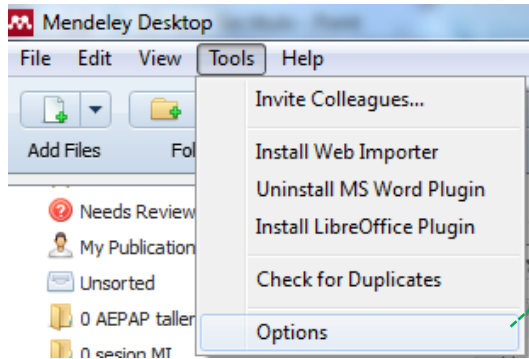 Mendeley Desktop
File Edit View Tools Help
Invite Colleagues...
Install Web Importer
Uninstall MS Word Plugin
Install LibreOffice Plugin
Check for Duplicates
Options
Add Files Fol
Needs Review
My Publication
Unsorted
0 AEPAP taller
0 sesion MI